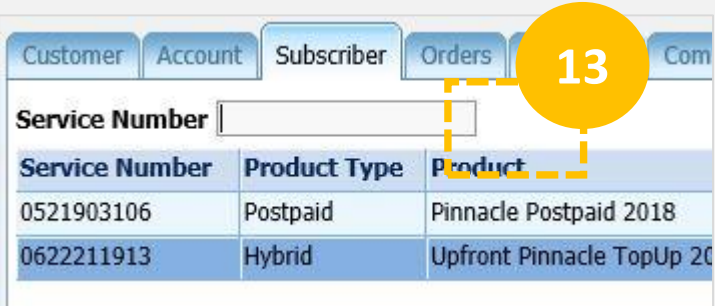 Customer Account Subscriber Orders Com
13
Service Number
Service Number Product Type Product
0521903106 Postpaid Pinnacle Postpaid 2018
0622211913 Hybrid Upfront Pinnacle TopUp 20